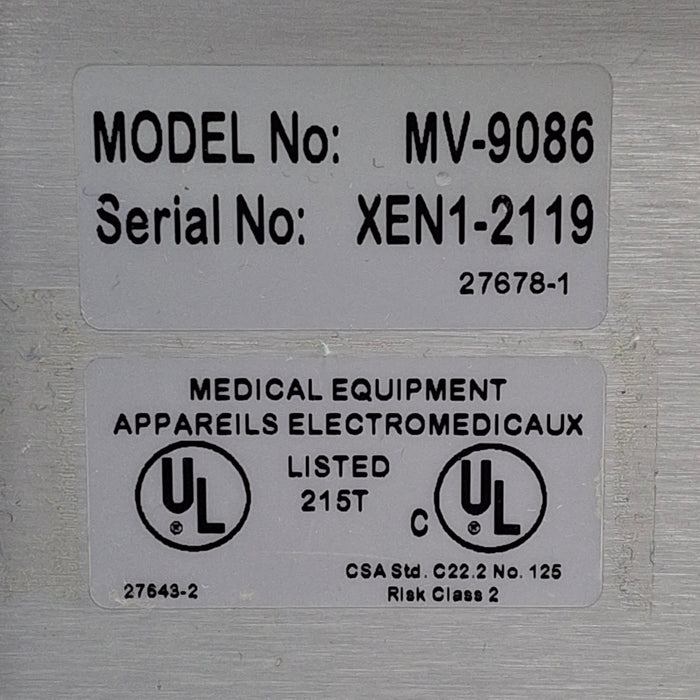 MODEL No: MV-9086
Serial No: XEN1-2119
27678-1
MEDICAL EQUIPMENT
APPAREILS ELECTROMEDICAUX
UL® LISTED C UL®
215T
CSA Std. C22.2 No. 125
27643-2 Risk Class 2